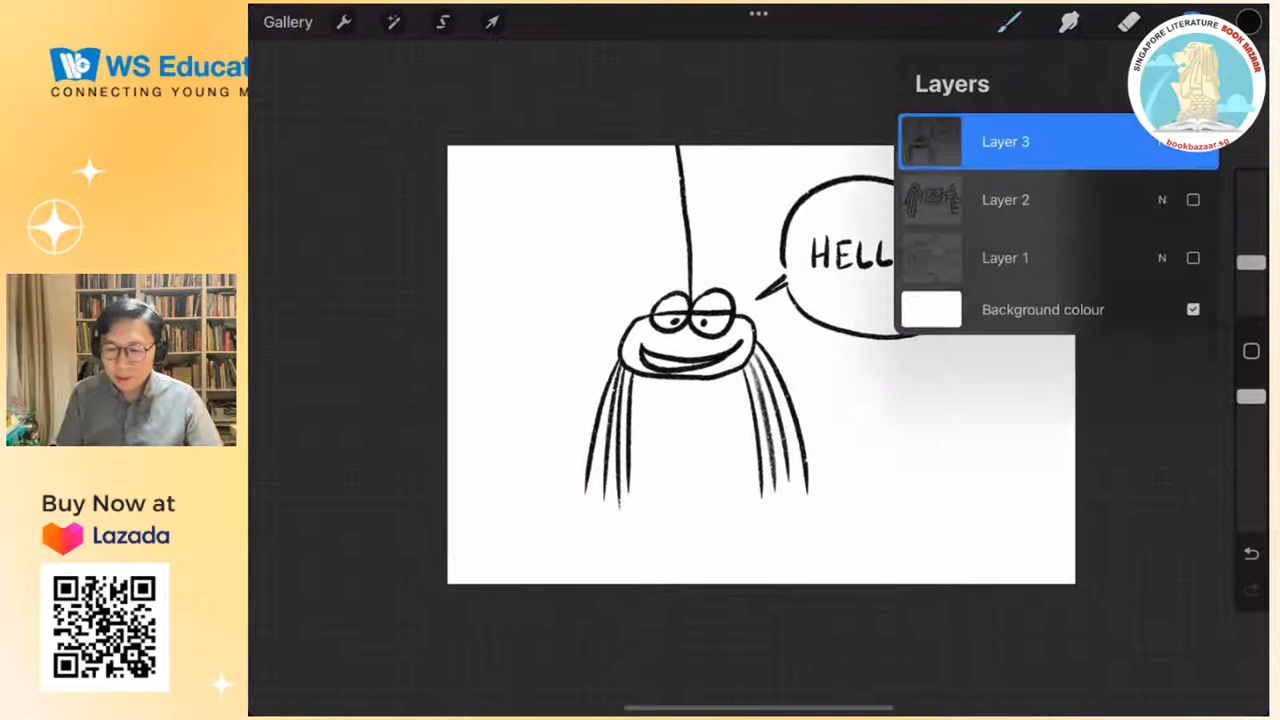 WS Educat
CONNECTING YOUNG M
Buy Now at
Lazada
Gallery
HELL
Layers
Layer 3
Layer 2
N
Layer 1
N
Background colour
SINGAPORE LITERATURE BOOK BAZAAR
bookbazaar.sg